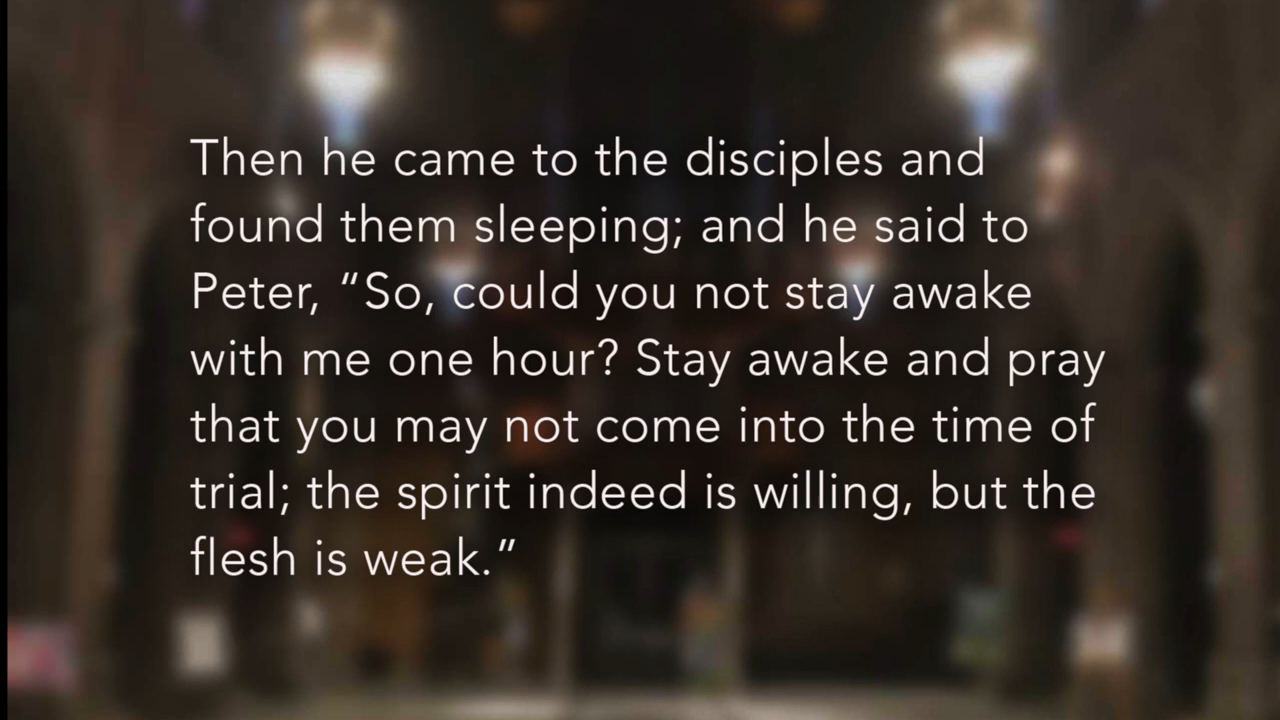 Then he came to the disciples and
found them sleeping; and he said to
Peter, “So, could you not stay awake
with me one hour? Stay awake and pray
that you may not come into the time of
trial; the spirit indeed is willing, but the
flesh is weak.”